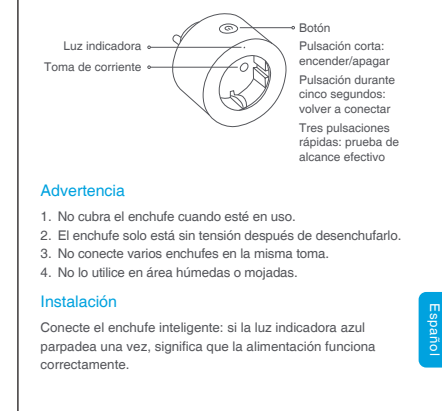 Luz indicadora
Toma de corriente
Botón
Pulsación corta:
encender/apagar
Pulsación durante
cinco segundos:
volver a conectar
Tres pulsaciones
rápidas: prueba de
alcance efectivo
Advertencia
1. No cubra el enchufe cuando esté en uso.
2. El enchufe solo está sin tensión después de desenchufarlo.
3. No conecte varios enchufes en la misma toma.
4. No lo utilice en área húmedas o mojadas.
Instalación
Conecte el enchufe inteligente: si la luz indicadora azul
parpadea una vez, significa que la alimentación funciona
correctamente.
Español